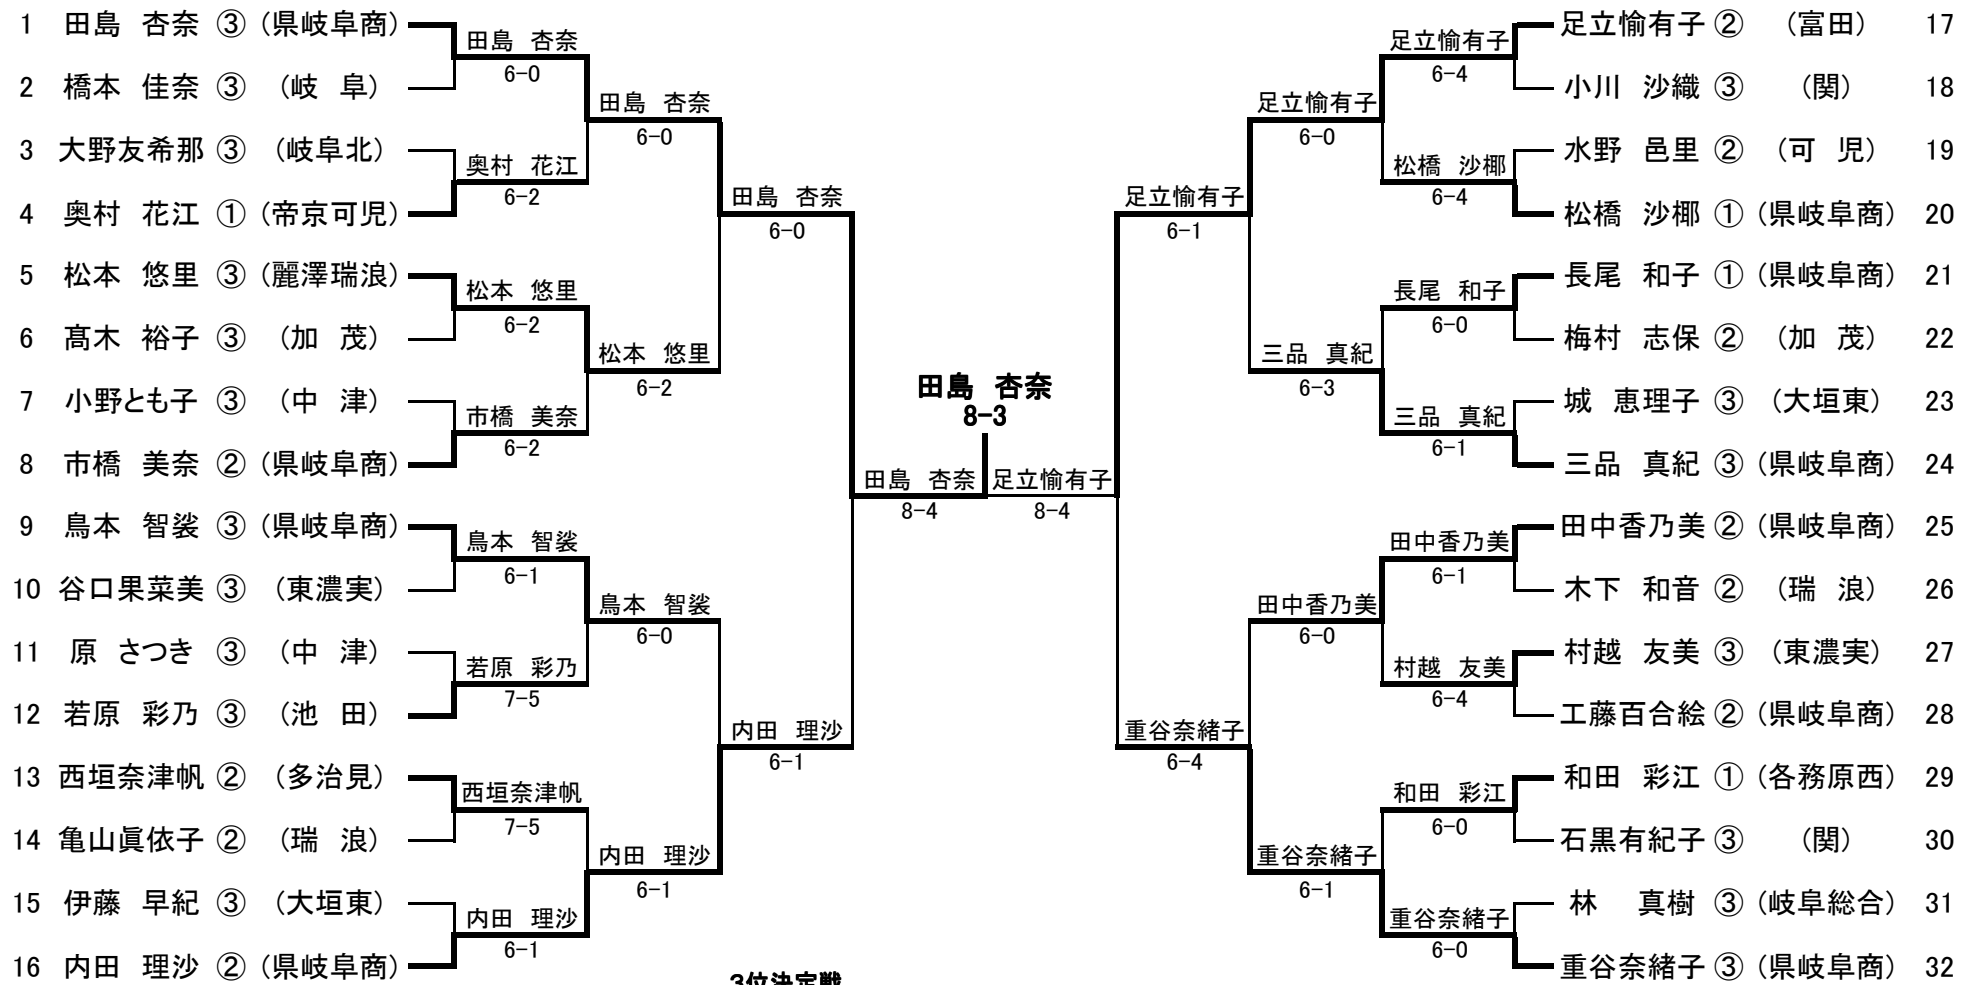 1 田島 杏奈 ③ (県岐阜商)
2 橋本 佳奈 ③ (岐 阜)
3 大野友希那 ③ (岐阜北)
4 奥村 花江 ① (帝京可児)
5 松本 悠里 ③ (麗澤瑞浪)
6 髙木 裕子 ③ (加 茂)
7 小野とも子 ③ (中 津)
8 市橋 美奈 ② (県岐阜商)
9 鳥本 智裟 ③ (県岐阜商)
10 谷口果菜美 ③ (東濃実)
11 原 さつき ③ (中 津)
12 若原 彩乃 ③ (池 田)
13 西垣奈津帆 ② (多治見)
14 亀山眞依子 ② (瑞 浪)
15 伊藤 早紀 ③ (大垣東)
16 内田 理沙 ② (県岐阜商)
田島 杏奈
6-0
奥村 花江
6-2
松本 悠里
6-2
市橋 美奈
6-2
鳥本 智裟
6-1
若原 彩乃
7-5
西垣奈津帆
7-5
内田 理沙
6-1
田島 杏奈
6-0
松本 悠里
6-2
鳥本 智裟
6-0
内田 理沙
6-1
田島 杏奈
6-0
内田 理沙
6-1
田島 杏奈
8-4
田島 杏奈
8-3
足立愉有子
8-4
足立愉有子
6-1
重谷奈緒子
6-4
足立愉有子
6-0
三品 真紀
6-3
田中香乃美
6-0
重谷奈緒子
6-1
足立愉有子
6-4
松橋 沙椰
6-4
長尾 和子
6-0
三品 真紀
6-1
田中香乃美
6-1
村越 友美
6-4
和田 彩江
6-0
重谷奈緒子
6-0
足立愉有子 ② (富田) 17
小川 沙織 ③ (関) 18
水野 邑里 ② (可 児) 19
松橋 沙椰 ① (県岐阜商) 20
長尾 和子 ① (県岐阜商) 21
梅村 志保 ② (加 茂) 22
城 恵理子 ③ (大垣東) 23
三品 真紀 ③ (県岐阜商) 24
田中香乃美 ② (県岐阜商) 25
木下 和音 ② (瑞 浪) 26
村越 友美 ③ (東濃実) 27
工藤百合絵 ② (県岐阜商) 28
和田 彩江 ① (各務原西) 29
石黒有紀子 ③ (関) 30
林 真樹 ③ (岐阜総合) 31
重谷奈緒子 ③ (県岐阜商) 32
3位決定戦